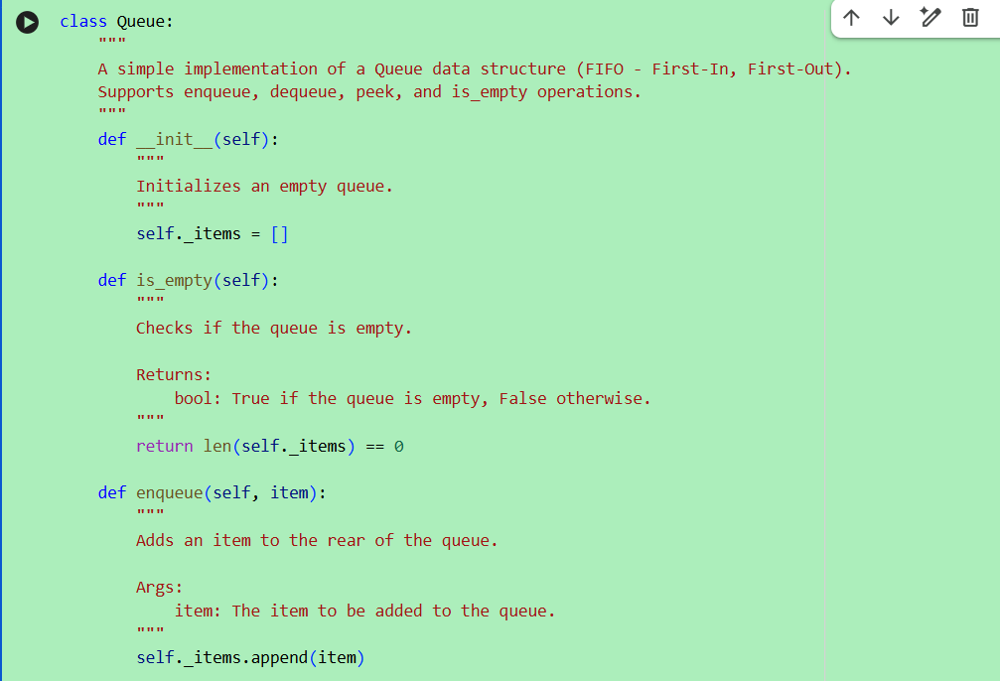 class Queue:
    """
    A simple implementation of a Queue data structure (FIFO - First-In, First-Out).
    Supports enqueue, dequeue, peek, and is_empty operations.
    """
    def __init__(self):
        """
        Initializes an empty queue.
        """
        self._items = []

    def is_empty(self):
        """
        Checks if the queue is empty.

        Returns:
            bool: True if the queue is empty, False otherwise.
        """
        return len(self._items) == 0

    def enqueue(self, item):
        """
        Adds an item to the rear of the queue.

        Args:
            item: The item to be added to the queue.
        """
        self._items.append(item)